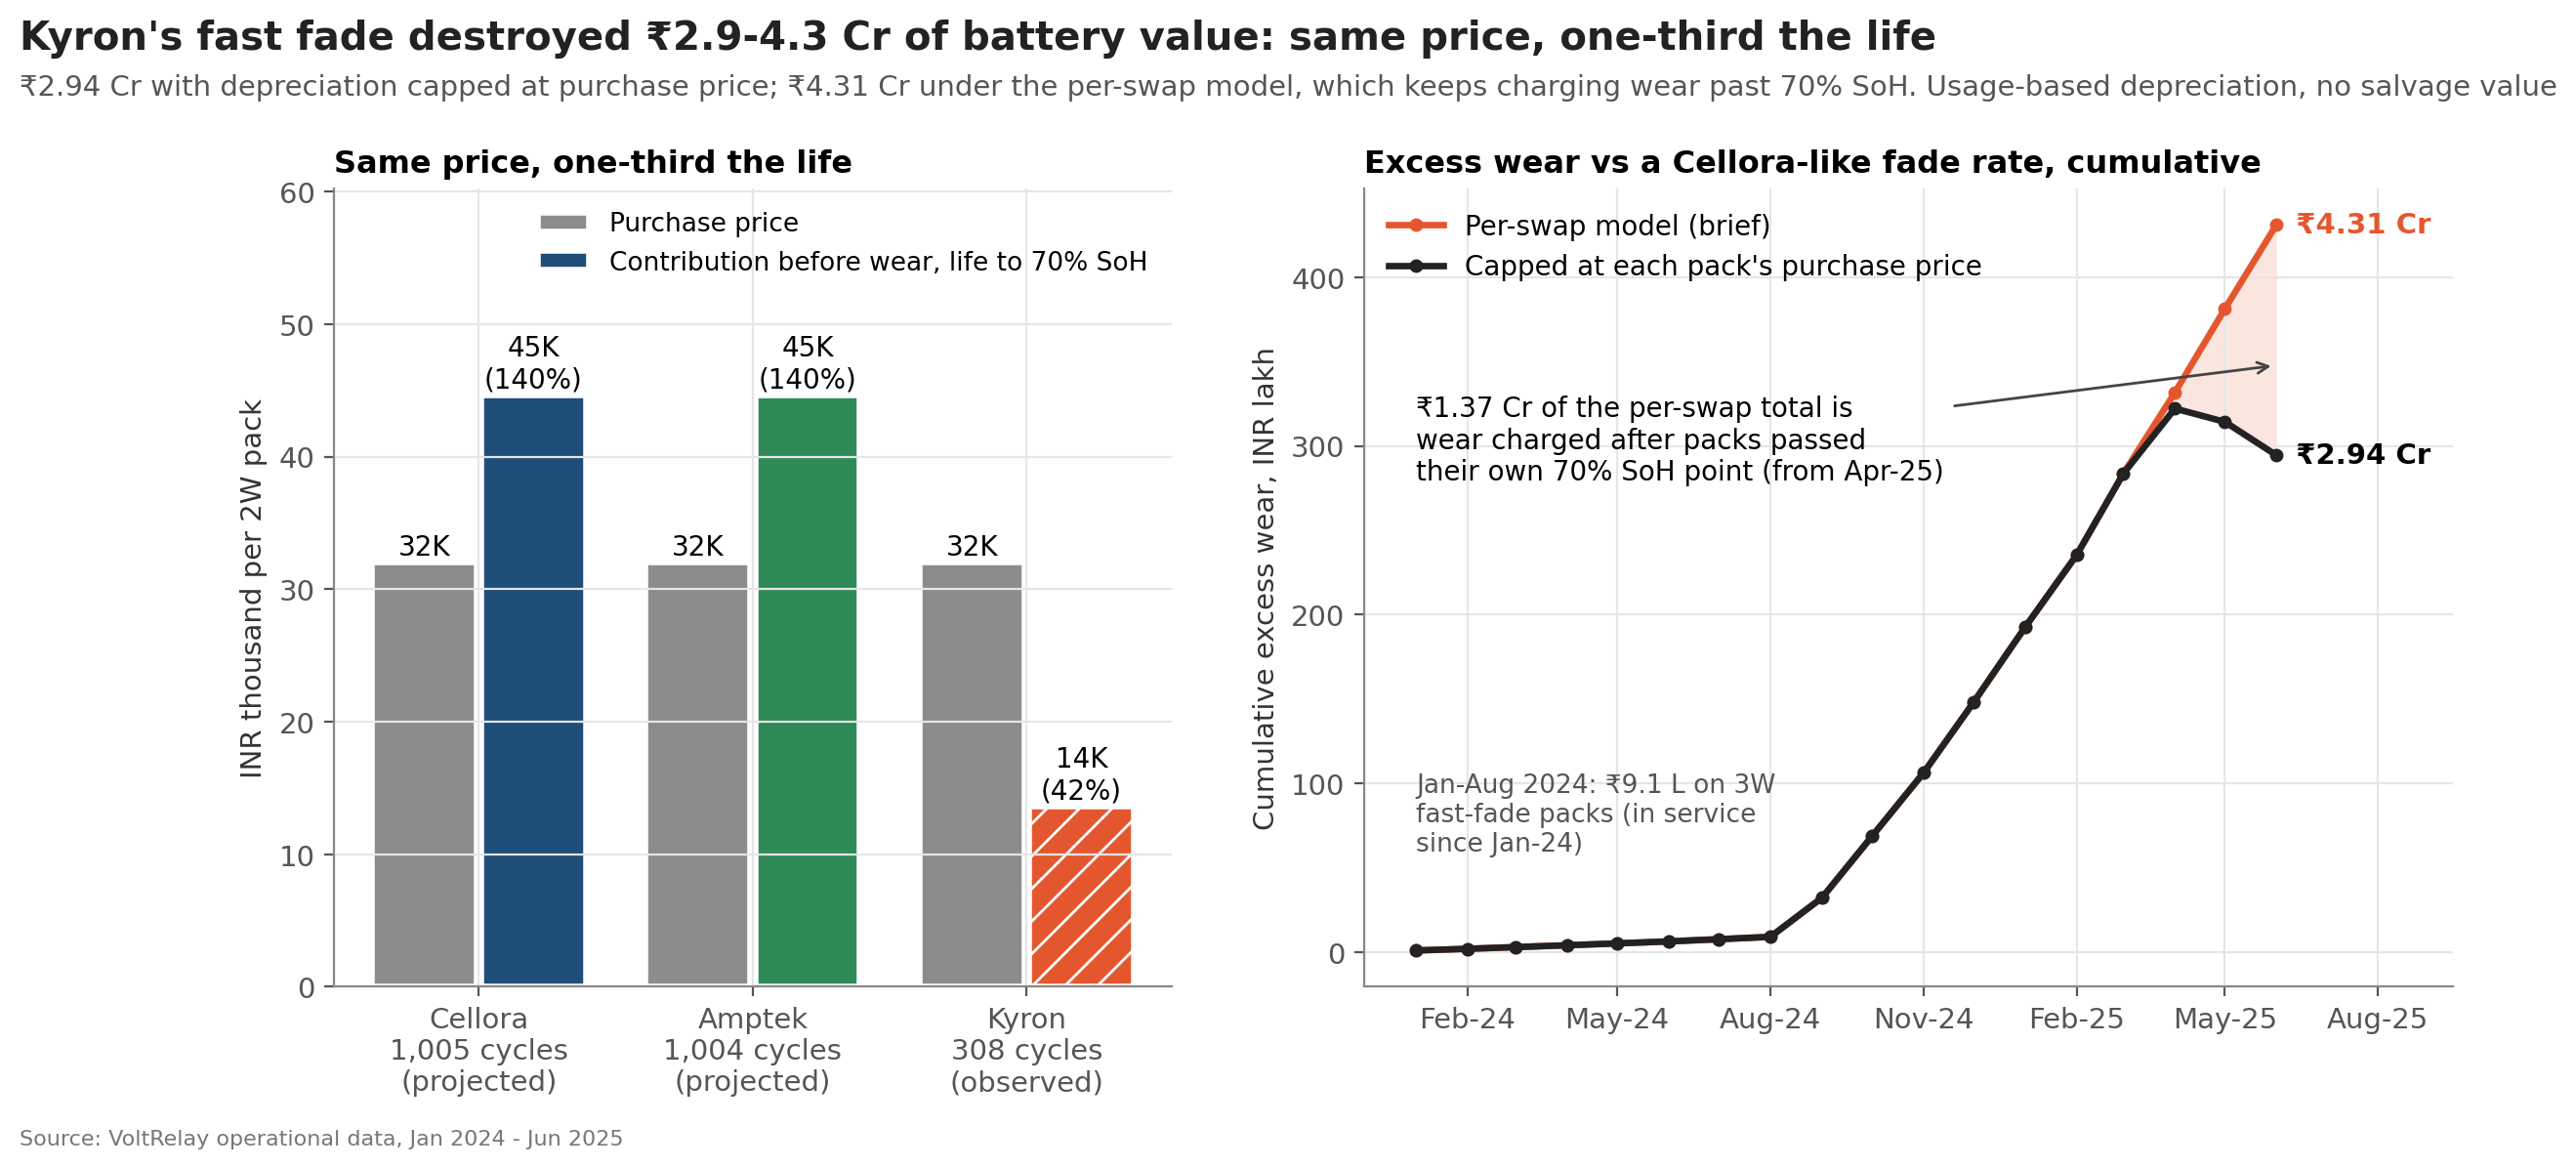 Kyron's fast fade destroyed ₹2.9-4.3 Cr of battery value: same price, one-third the life
₹2.94 Cr with depreciation capped at purchase price; ₹4.31 Cr under the per-swap model, which keeps charging wear past 70% SoH. Usage-based depreciation, no salvage value
Same price, one-third the life
INR thousand per 2W pack
60
50
40
30
20
10
0
Purchase price
Contribution before wear, life to 70% SoH
32K
45K
(140%)
32K
45K
(140%)
32K
14K
(42%)
Cellora
1,005 cycles
(projected)
Amptek
1,004 cycles
(projected)
Kyron
308 cycles
(observed)
Excess wear vs a Cellora-like fade rate, cumulative
Cumulative excess wear, INR lakh
400
300
200
100
0
Per-swap model (brief)
Capped at each pack's purchase price
₹4.31 Cr
₹2.94 Cr
₹1.37 Cr of the per-swap total is
wear charged after packs passed
their own 70% SoH point (from Apr-25)
Jan-Aug 2024: ₹9.1 L on 3W
fast-fade packs (in service
since Jan-24)
Feb-24
May-24
Aug-24
Nov-24
Feb-25
May-25
Aug-25
Source: VoltRelay operational data, Jan 2024 - Jun 2025